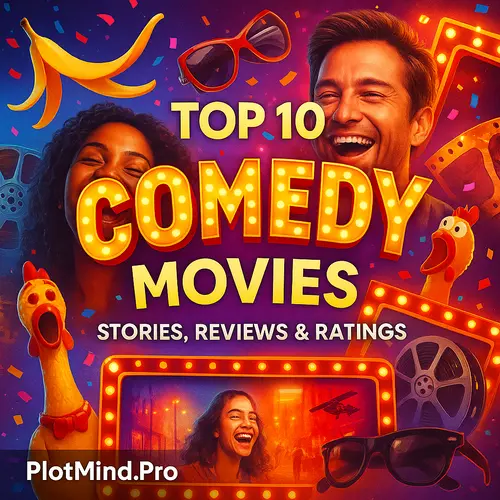 TOP 10
COMEDY
MOVIES
STORIES, REVIEWS & RATINGS
PlotMind.Pro